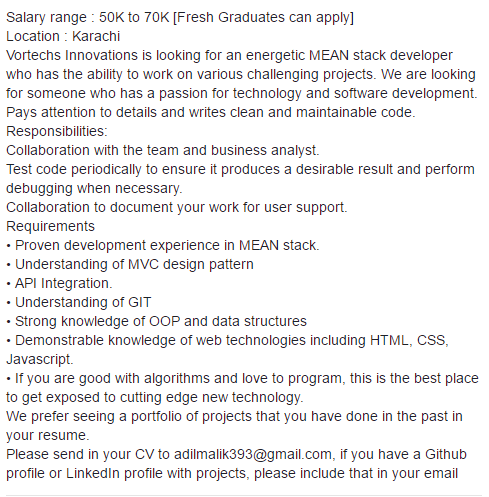 Salary range : 50K to 70K [Fresh Graduates can apply]
Location : Karachi
Vortechs Innovations is looking for an energetic MEAN stack developer
who has the ability to work on various challenging projects. We are looking
for someone who has a passion for technology and software development.
Pays attention to details and writes clean and maintainable code.
Responsibilities:
Collaboration with the team and business analyst.
Test code periodically to ensure it produces a desirable result and perform
debugging when necessary.
Collaboration to document your work for user support.
Requirements
• Proven development experience in MEAN stack.
• Understanding of MVC design pattern
• API Integration.
• Understanding of GIT
• Strong knowledge of OOP and data structures
• Demonstrable knowledge of web technologies including HTML, CSS,
Javascript.
• If you are good with algorithms and love to program, this is the best place
to get exposed to cutting edge new technology.
We prefer seeing a portfolio of projects that you have done in the past in
your resume.
Please send in your CV to adilmalik393@gmail.com, if you have a Github
profile or LinkedIn profile with projects, please include that in your email